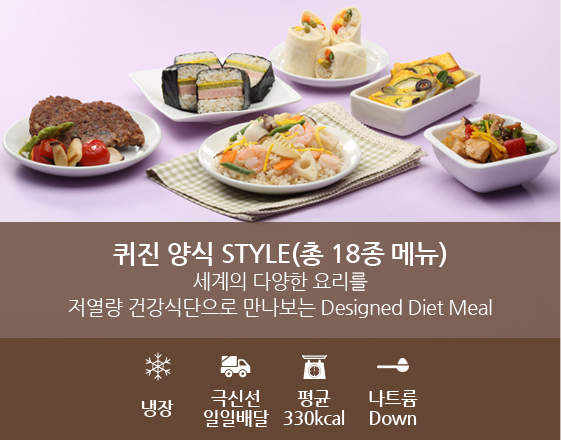 퀴진 양식 STYLE(총 18종 메뉴)
세계의 다양한 요리를
저열량 건강식단으로 만나보는 Designed Diet Meal
냉장
극신선
일일배달
평균
330kcal
나트륨
Down